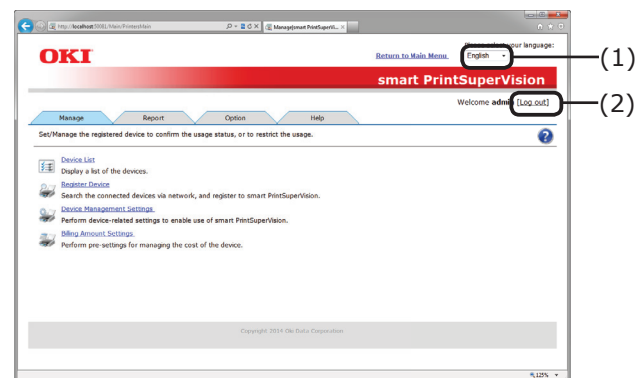 http://localhost:50081/Main/PrintersMain
Manage|smart PrintSuperVi...
Please select your language:
OKI
Return to Main Menu
English
(1)
smart PrintSuperVision
Welcome admin [Log out]
(2)
Manage
Report
Option
Help
Set/Manage the registered device to confirm the usage status, or to restrict the usage.
Device List
Display a list of the devices.
Register Device
Search the connected devices via network, and register to smart PrintSuperVision.
Device Management Settings
Perform device-related settings to enable use of smart PrintSuperVision.
Billing Amount Settings
Perform pre-settings for managing the cost of the device.
Copyright 2014 Oki Data Corporation
125%